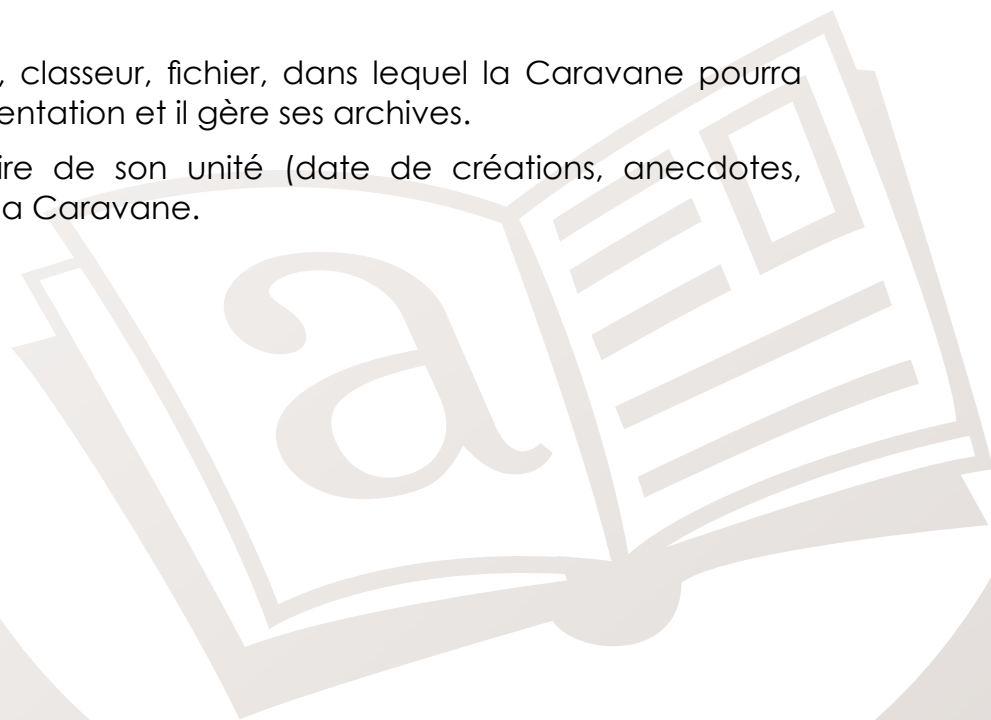 , classeur, fichier, dans lequel la Caravane pourra
entation et il gère ses archives.
ire de son unité (date de créations, anecdotes,
a Caravane.
a